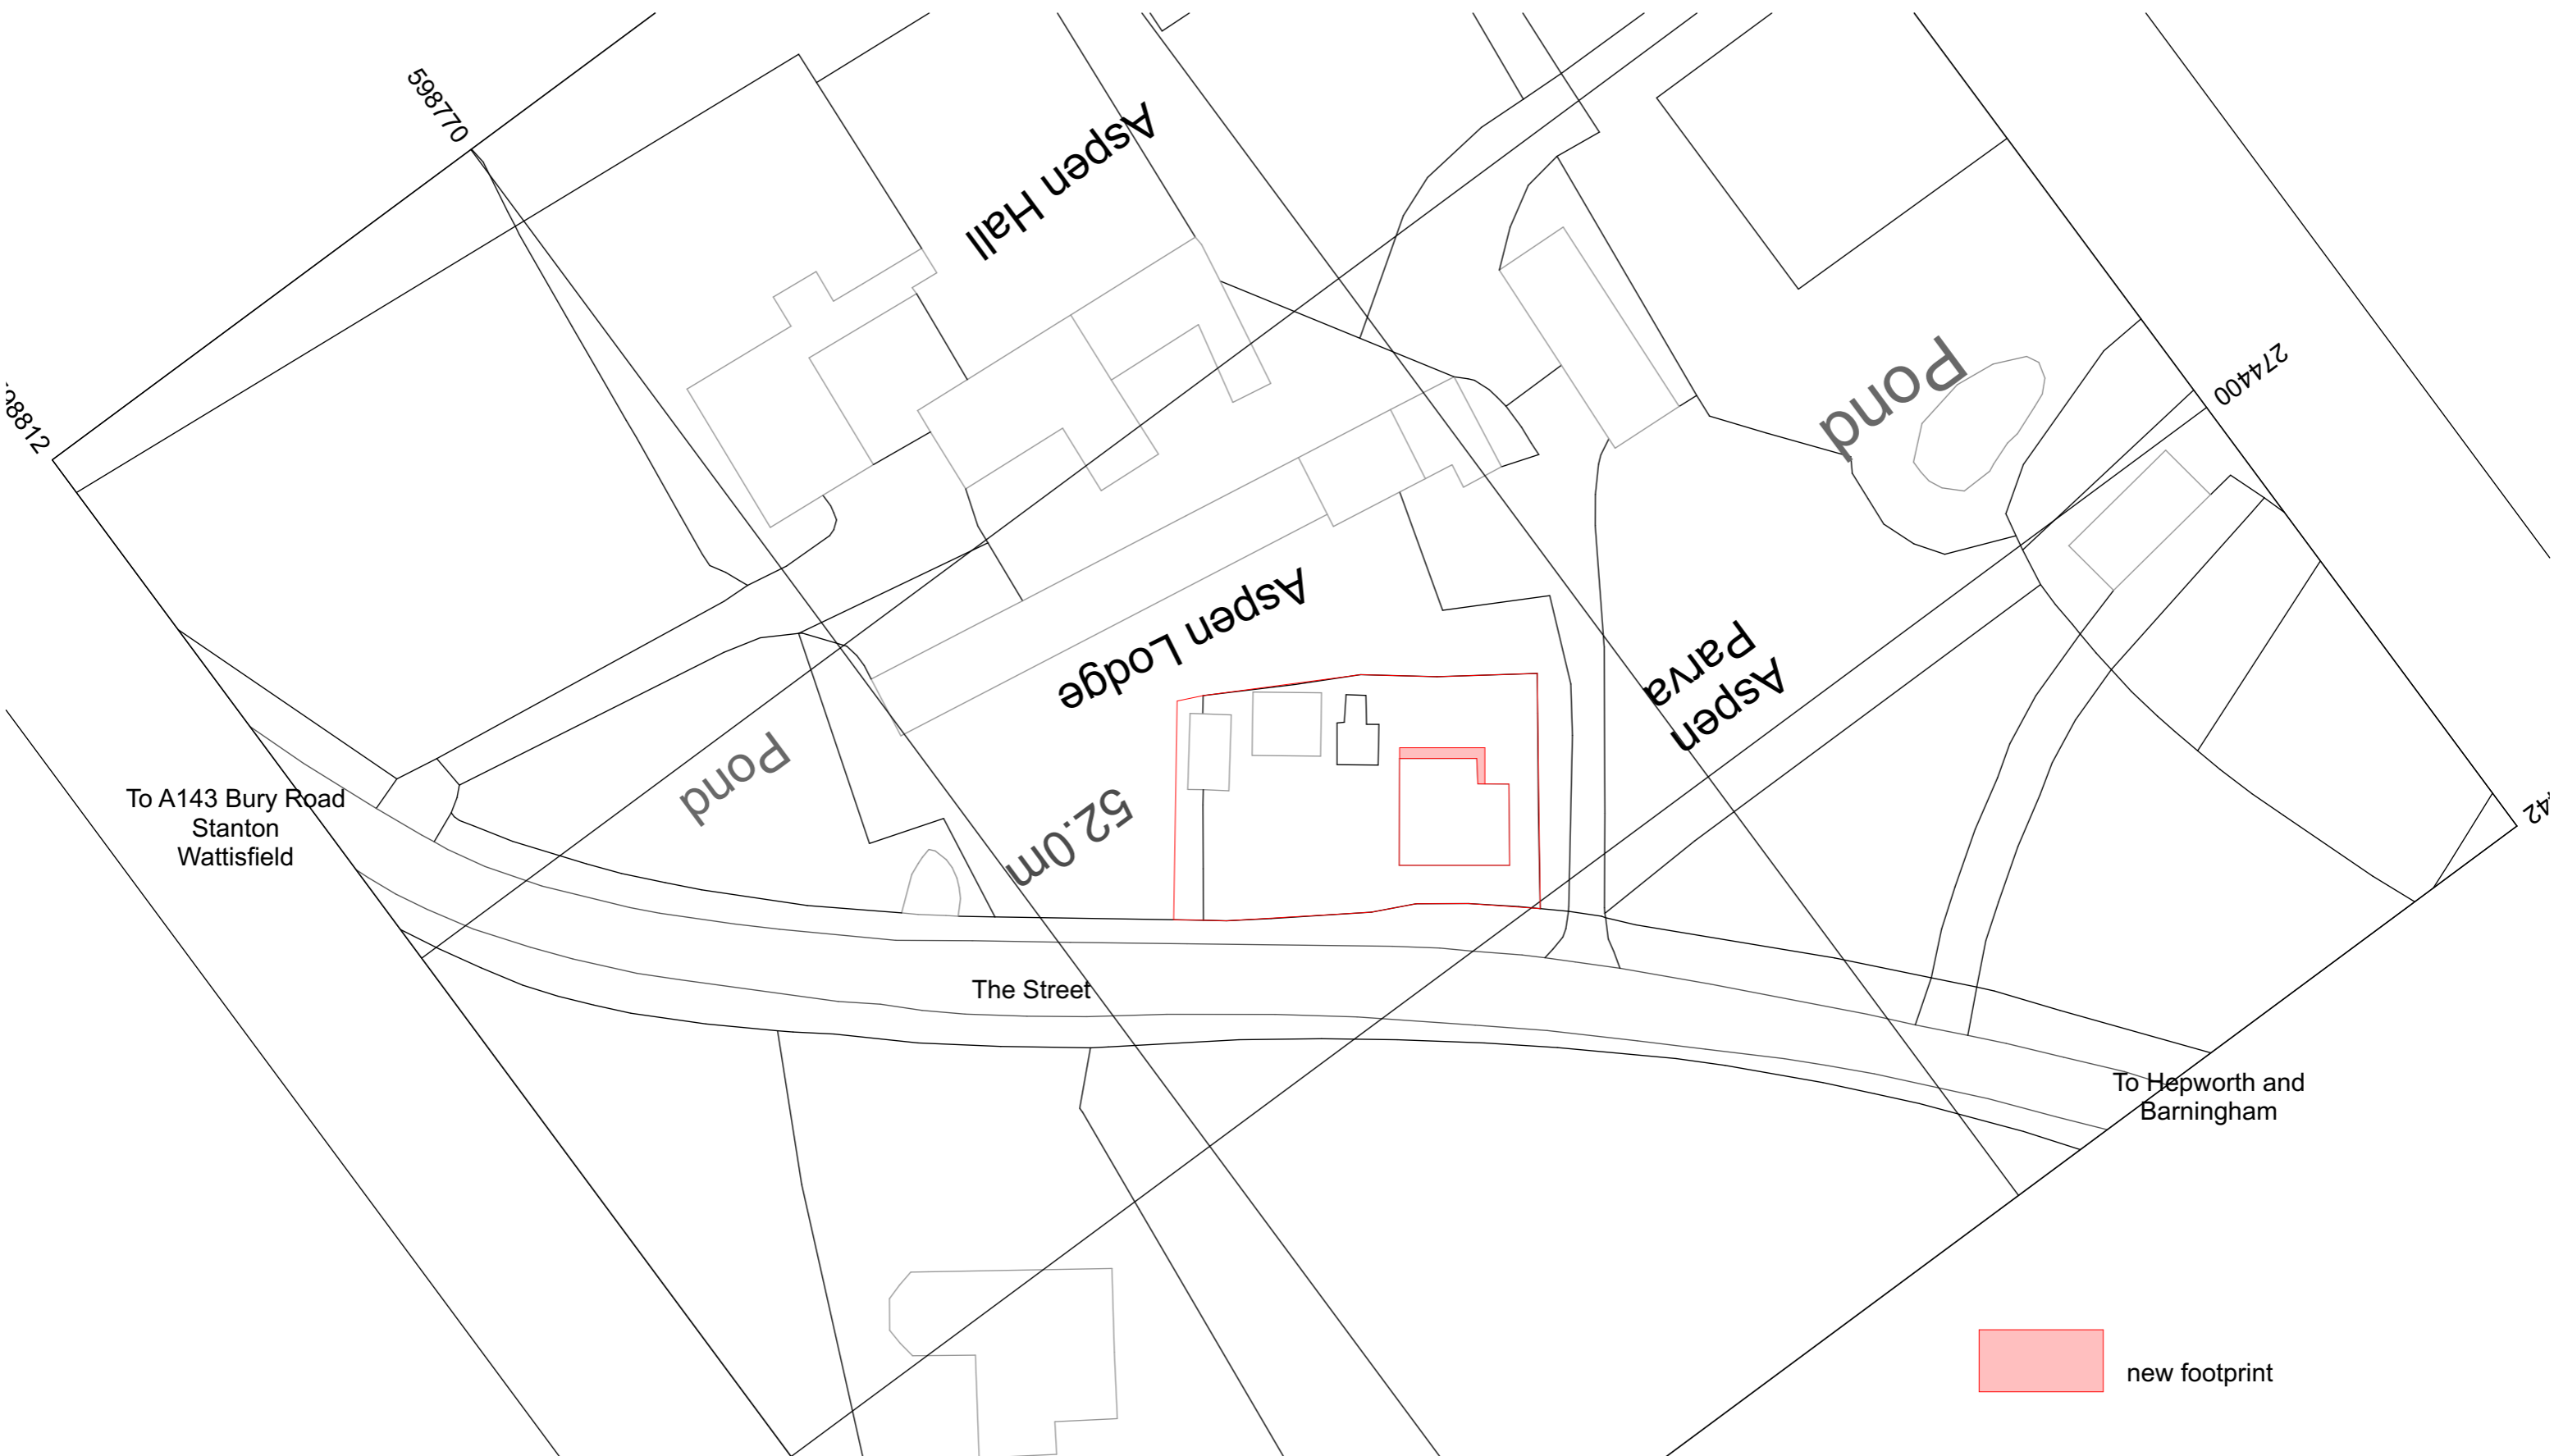 598770
Aspen Hall
Pond
274400
98812
Aspen Lodge
Aspen
Parva
Pond
52.0m
To A143 Bury Road
Stanton
Wattisfield
The Street
To Hepworth and
Barningham
new footprint